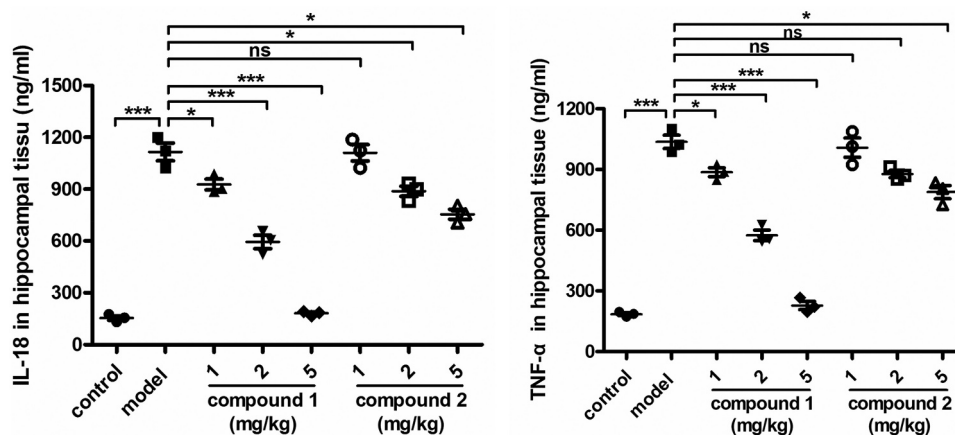 *
*
ns
***
***
***
*
IL-18 in hippocampal tissu (ng/ml)
1500
1200
900
600
300
0
control
model
1
2
5
1
2
5
compound 1
(mg/kg)
compound 2
(mg/kg)
*
ns
ns
***
***
***
*
TNF-α in hippocampal tissue (ng/ml)
1200
900
600
300
0
control
model
1
2
5
1
2
5
compound 1
(mg/kg)
compound 2
(mg/kg)